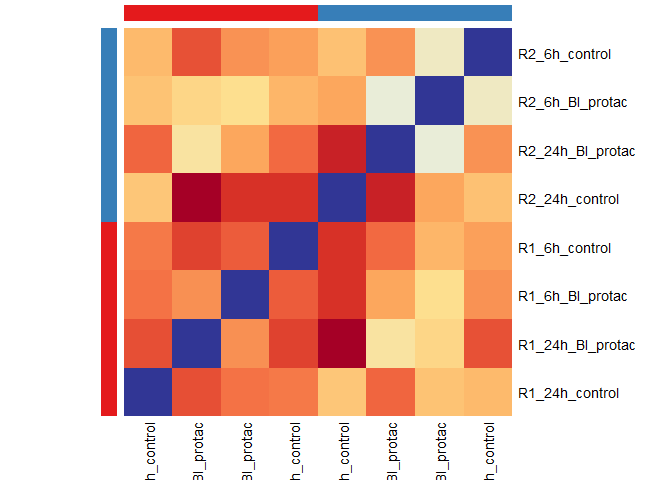 R2_6h_control
R2_6h_Bl_protac
R2_24h_Bl_protac
R2_24h_control
R1_6h_control
R1_6h_Bl_protac
R1_24h_Bl_protac
R1_24h_control
h_control
Bl_protac
Bl_protac
h_control
h_control
Bl_protac
Bl_protac
h_control